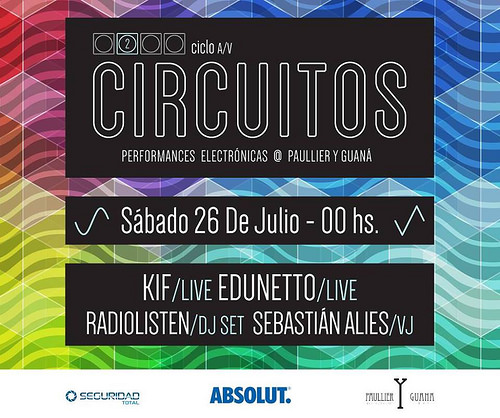 2 ciclo A/V
CIRCUITOS
PERFORMANCES ELECTRÓNICAS @ PAULLIER Y GUANÁ
Sábado 26 De Julio - 00 hs.
KIF/LIVE EDUNETTO/LIVE
RADIOLISTEN/DJ SET SEBASTIÁN ALIES/VJ
SEGURIDAD
TOTAL
ABSOLUT.
PAULLIER Y GUANA